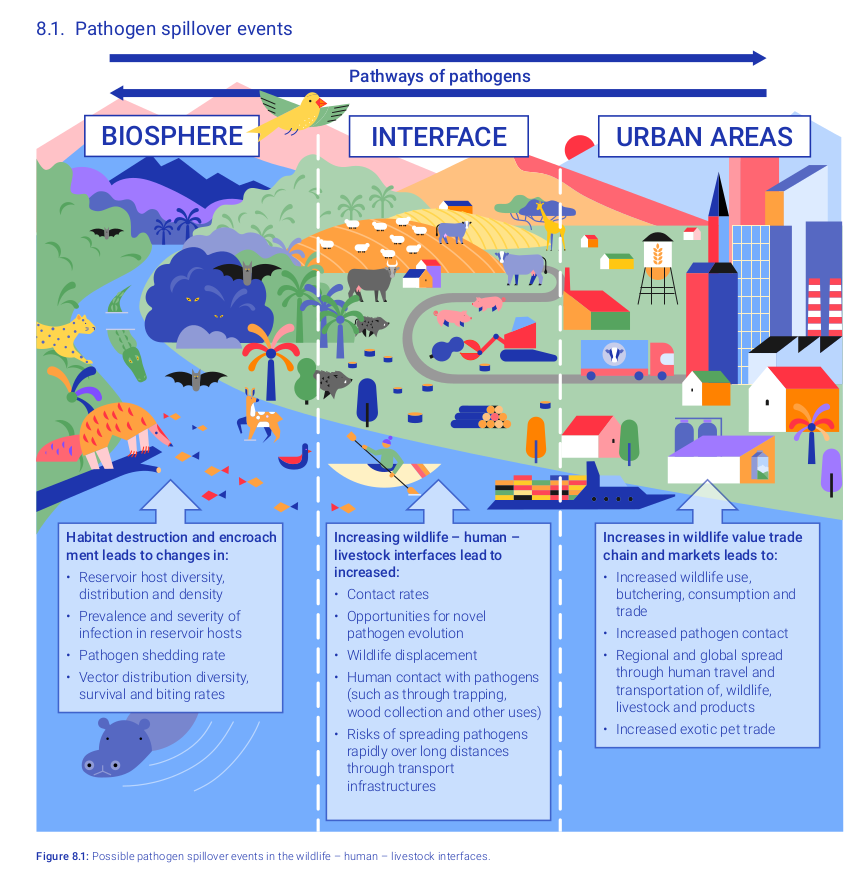 8.1. Pathogen spillover events
Pathways of pathogens
BIOSPHERE
INTERFACE
URBAN AREAS
Habitat destruction and encroach
ment leads to changes in:
• Reservoir host diversity,
distribution and density
• Prevalence and severity of
infection in reservoir hosts
• Pathogen shedding rate
• Vector distribution diversity,
survival and biting rates
Increasing wildlife – human –
livestock interfaces lead to
increased:
• Contact rates
• Opportunities for novel
pathogen evolution
• Wildlife displacement
• Human contact with pathogens
(such as through trapping,
wood collection and other uses)
• Risks of spreading pathogens
rapidly over long distances
through transport
infrastructures
Increases in wildlife value trade
chain and markets leads to:
• Increased wildlife use,
butchering, consumption and
trade
• Increased pathogen contact
• Regional and global spread
through human travel and
transportation of, wildlife,
livestock and products
• Increased exotic pet trade
Figure 8.1: Possible pathogen spillover events in the wildlife – human – livestock interfaces.